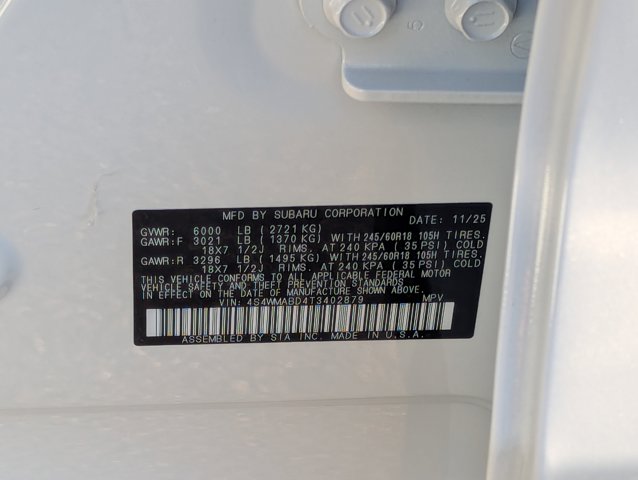 5
MFD BY SUBARU CORPORATION DATE: 11/25
GVWR: 6000 LB ( 2721 KG)
GAWR:F 3021 LB ( 1370 KG) WITH 245/60R18 105H TIRES.
18X7 1/2J RIMS. AT 240 KPA ( 35 PSI) COLD
GAWR:R 3296 LB ( 1495 KG) WITH 245/60R18 105H TIRES.
18X7 1/2J RIMS. AT 240 KPA ( 35 PSI) COLD
THIS VEHICLE CONFORMS TO ALL APPLICABLE FEDERAL MOTOR
VEHICLE SAFETY AND THEFT PREVENTION STANDARDS
IN EFFECT ON THE DATE OF MANUFACTURE SHOWN ABOVE.
VIN: 4S4WMABD4T3402879 MPV
ASSEMBLED BY SIA INC. MADE IN U.S.A.